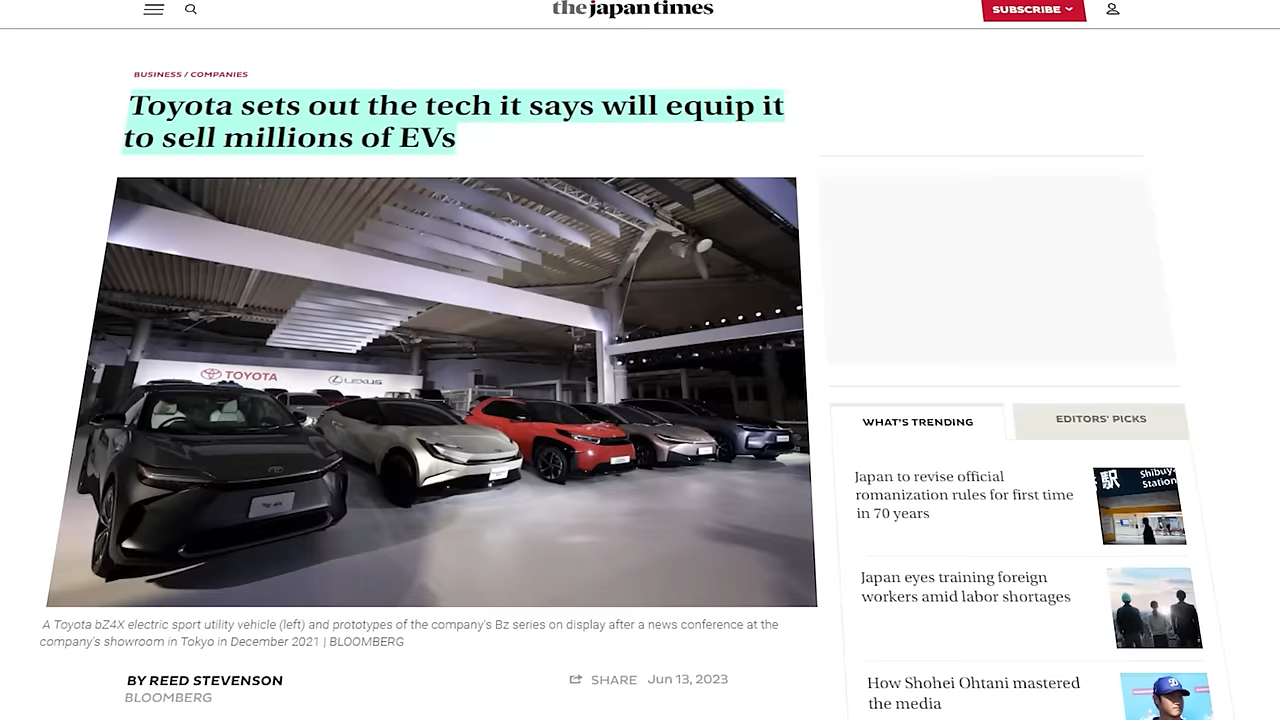 the japan times
SUBSCRIBE
BUSINESS / COMPANIES
Toyota sets out the tech it says will equip it
to sell millions of EVs
TOYOTA
LEXUS
A Toyota bZ4X electric sport utility vehicle (left) and prototypes of the company's Bz series on display after a news conference at the
company's showroom in Tokyo in December 2021 | BLOOMBERG
BY REED STEVENSON
BLOOMBERG
SHARE Jun 13, 2023
WHAT'S TRENDING
EDITORS' PICKS
Japan to revise official
romanization rules for first time
in 70 years
駅
Shibuy
Station
Japan eyes training foreign
workers amid labor shortages
How Shohei Ohtani mastered
the media